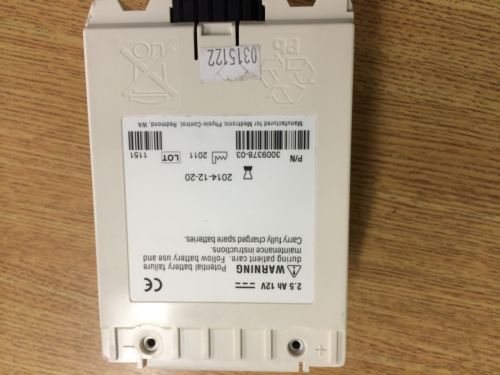 + −
2.5 Ah 12V
CE
⚠ WARNING
Potential battery failure
during patient care. Follow battery use and
maintenance instructions.
Carry fully charged spare batteries.
2014-12-20
P/N 3009378-03 2011 LOT 1151
Manufactured for Medtronic Physio-Control, Redmond, WA
Pb
0315122